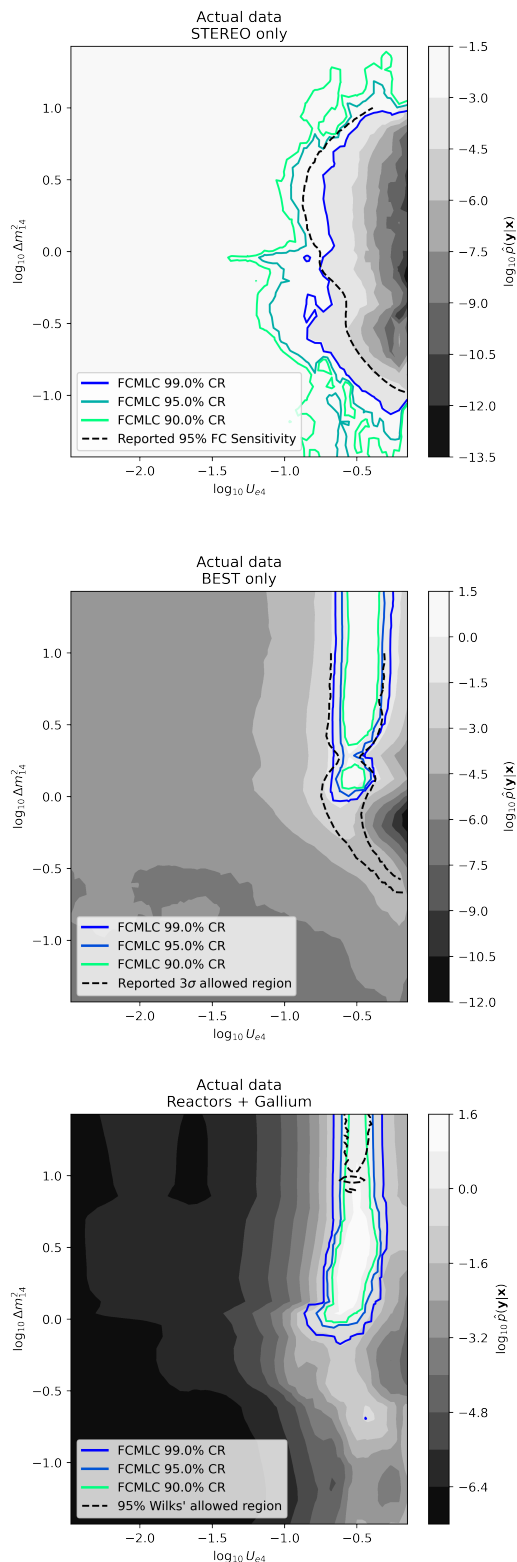 Actual data
STEREO only
1.0
0.5
0.0
−0.5
−1.0
log₁₀ Δm²₁₄
FCMLC 99.0% CR
FCMLC 95.0% CR
FCMLC 90.0% CR
Reported 95% FC Sensitivity
−2.0 −1.5 −1.0 −0.5
log₁₀ Uₑ₄
−1.5
−3.0
−4.5
−6.0
−7.5
−9.0
−10.5
−12.0
−13.5
log₁₀ p̂(y|x)
Actual data
BEST only
1.0
0.5
0.0
−0.5
−1.0
log₁₀ Δm²₁₄
FCMLC 99.0% CR
FCMLC 95.0% CR
FCMLC 90.0% CR
Reported 3σ allowed region
−2.0 −1.5 −1.0 −0.5
log₁₀ Uₑ₄
1.5
0.0
−1.5
−3.0
−4.5
−6.0
−7.5
−9.0
−10.5
−12.0
log₁₀ p̂(y|x)
Actual data
Reactors + Gallium
1.0
0.5
0.0
−0.5
−1.0
log₁₀ Δm²₁₄
FCMLC 99.0% CR
FCMLC 95.0% CR
FCMLC 90.0% CR
95% Wilks' allowed region
−2.0 −1.5 −1.0 −0.5
log₁₀ Uₑ₄
1.6
0.0
−1.6
−3.2
−4.8
−6.4
log₁₀ p̂(y|x)